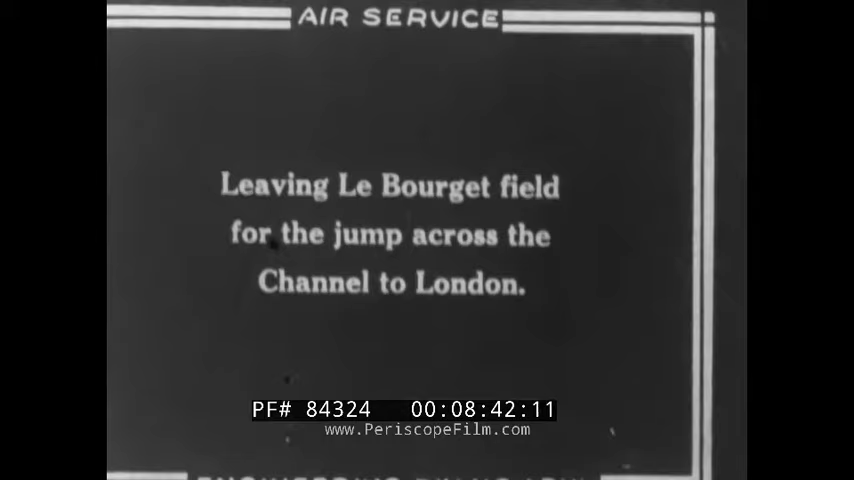 AIR SERVICE
Leaving Le Bourget field
for the jump across the
Channel to London.
PF# 84324 00:08:42:11
www.PeriscopeFilm.com